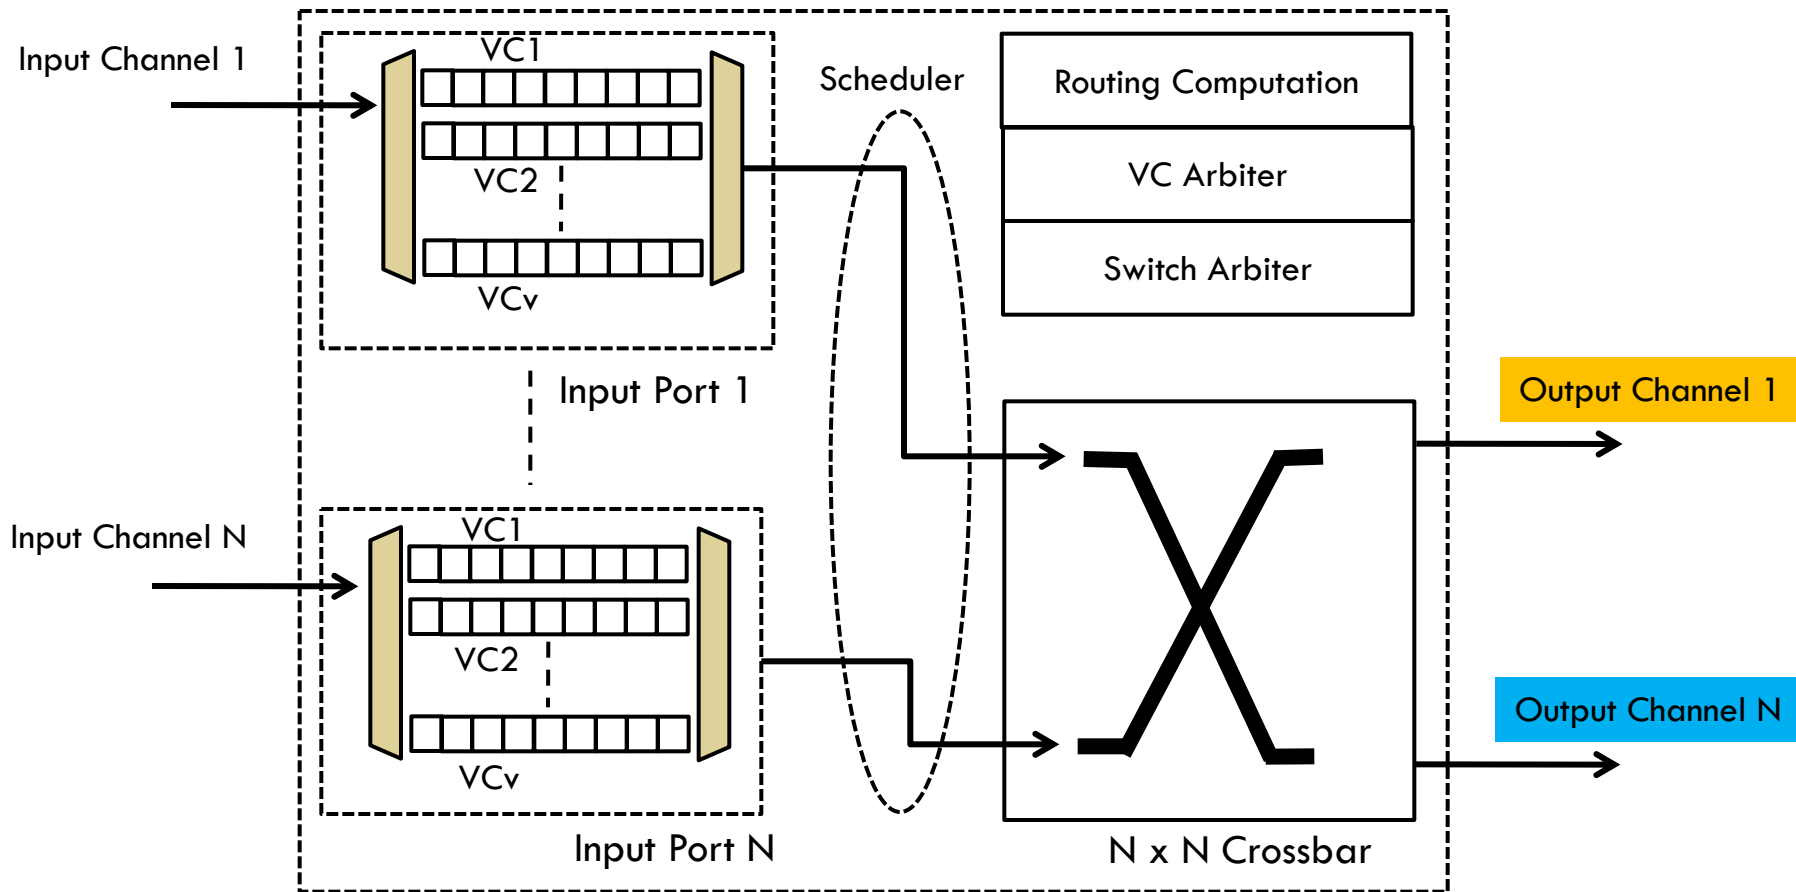 Input Channel 1
VC1
VC2
VCv
Input Port 1
Scheduler
Routing Computation
VC Arbiter
Switch Arbiter
Output Channel 1
Input Channel N
VC1
VC2
VCv
Input Port N
N x N Crossbar
Output Channel N